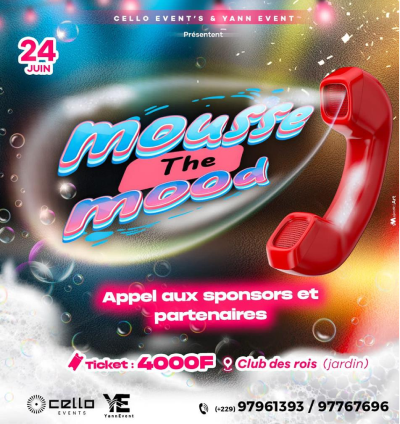 CELLO EVENT'S & YANN EVENT
Présentent
24
JUIN
mousse
The
mood
Appel aux sponsors et
partenaires
Ticket : 4000F Club des rois (jardin)
cello
EVENTS
YE
YannEvent
(+229) 97961393 / 97767696